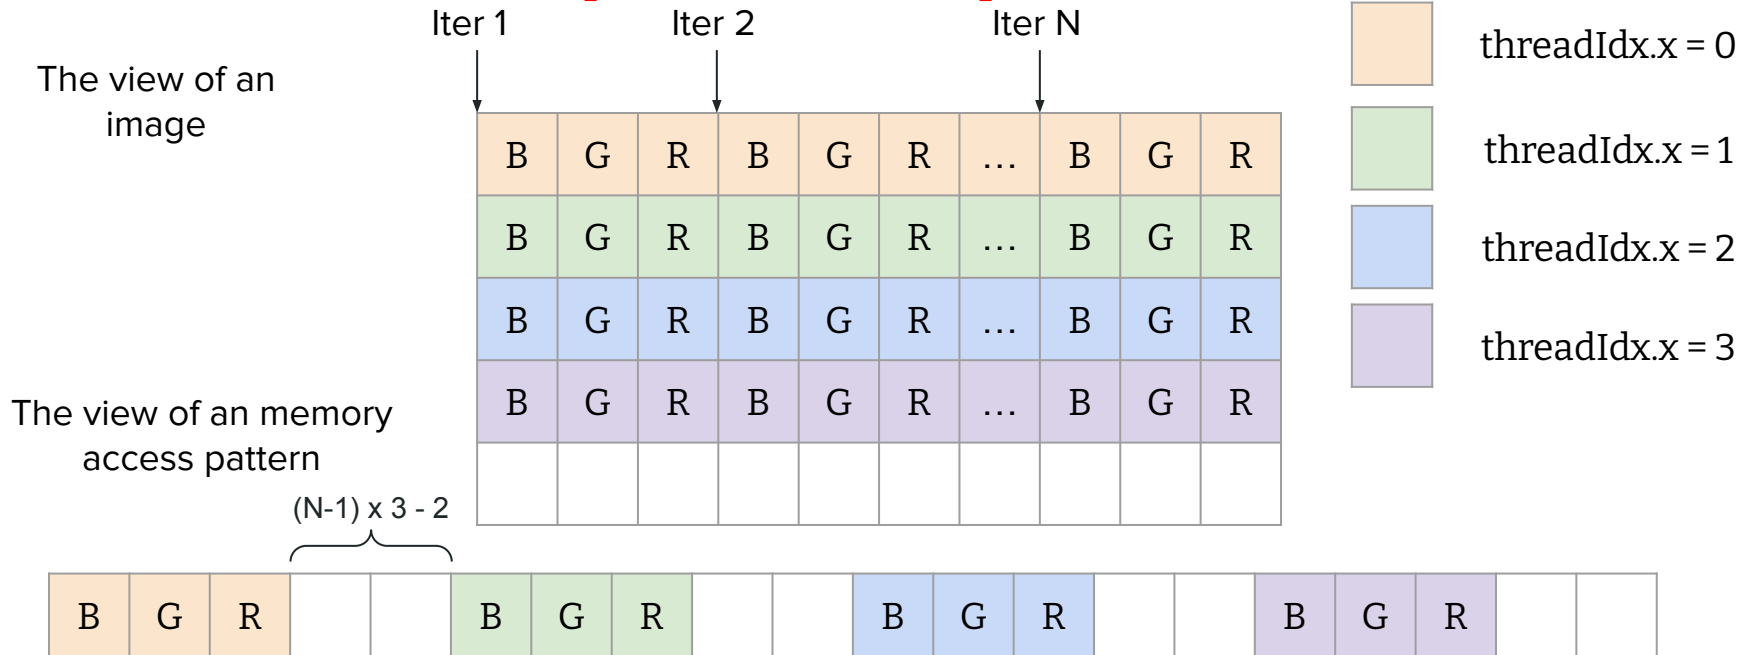 Iter 1 Iter 2 Iter N
The view of an
image
B G R B G R ... B G R
B G R B G R ... B G R
B G R B G R ... B G R
B G R B G R ... B G R
threadIdx.x = 0
threadIdx.x = 1
threadIdx.x = 2
threadIdx.x = 3
The view of an memory
access pattern
(N-1) x 3 - 2
B G R B G R B G R B G R